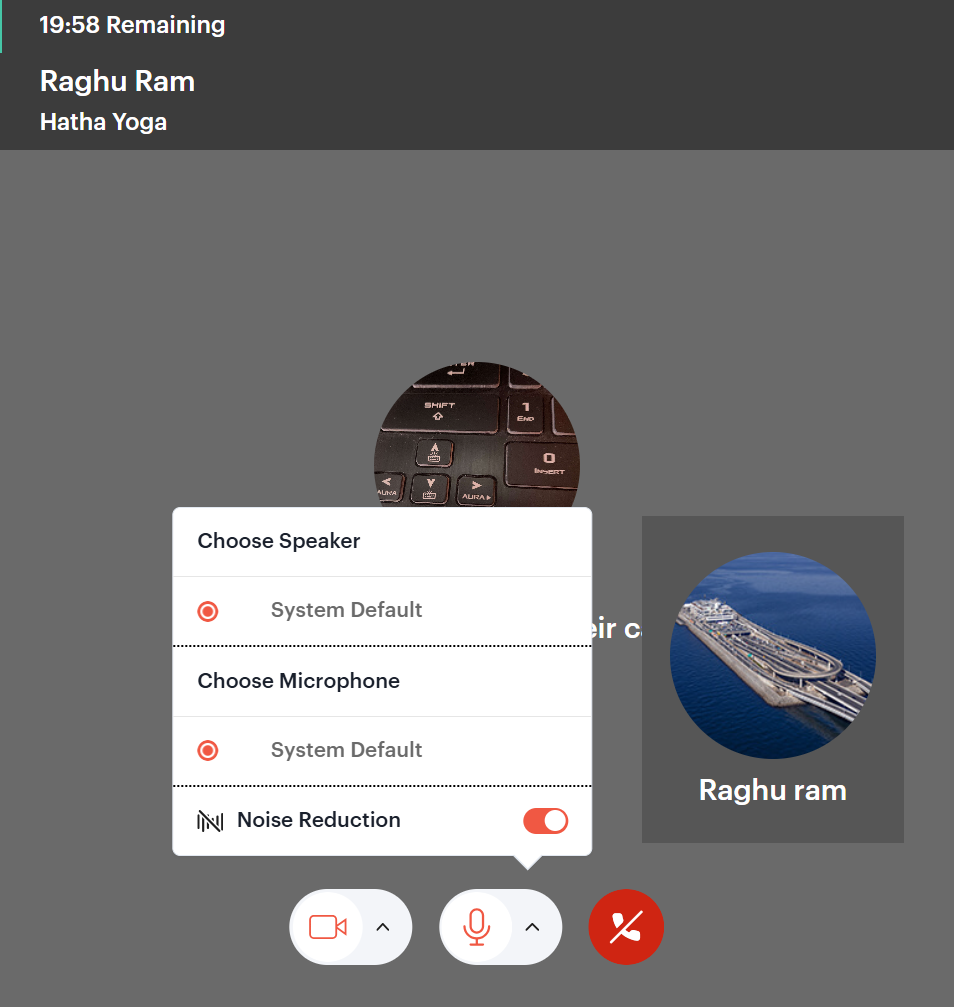 19:58 Remaining
Raghu Ram
Hatha Yoga
SHIFT
1
END
0
INSERT
AURA
AURA
Choose Speaker
System Default
Choose Microphone
System Default
Noise Reduction
Raghu ram